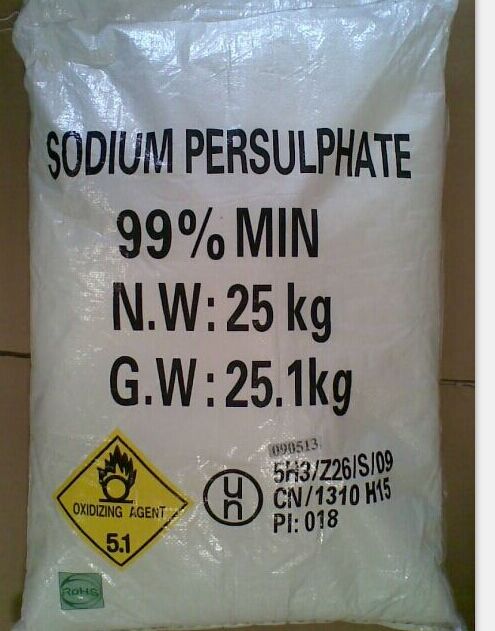 SODIUM PERSULPHATE
99% MIN
N.W: 25 kg
G.W: 25.1kg
090513
5H3/Z26/S/09
CN/1310 H15
PI: 018
un
OXIDIZING AGENT
5.1
RoHS